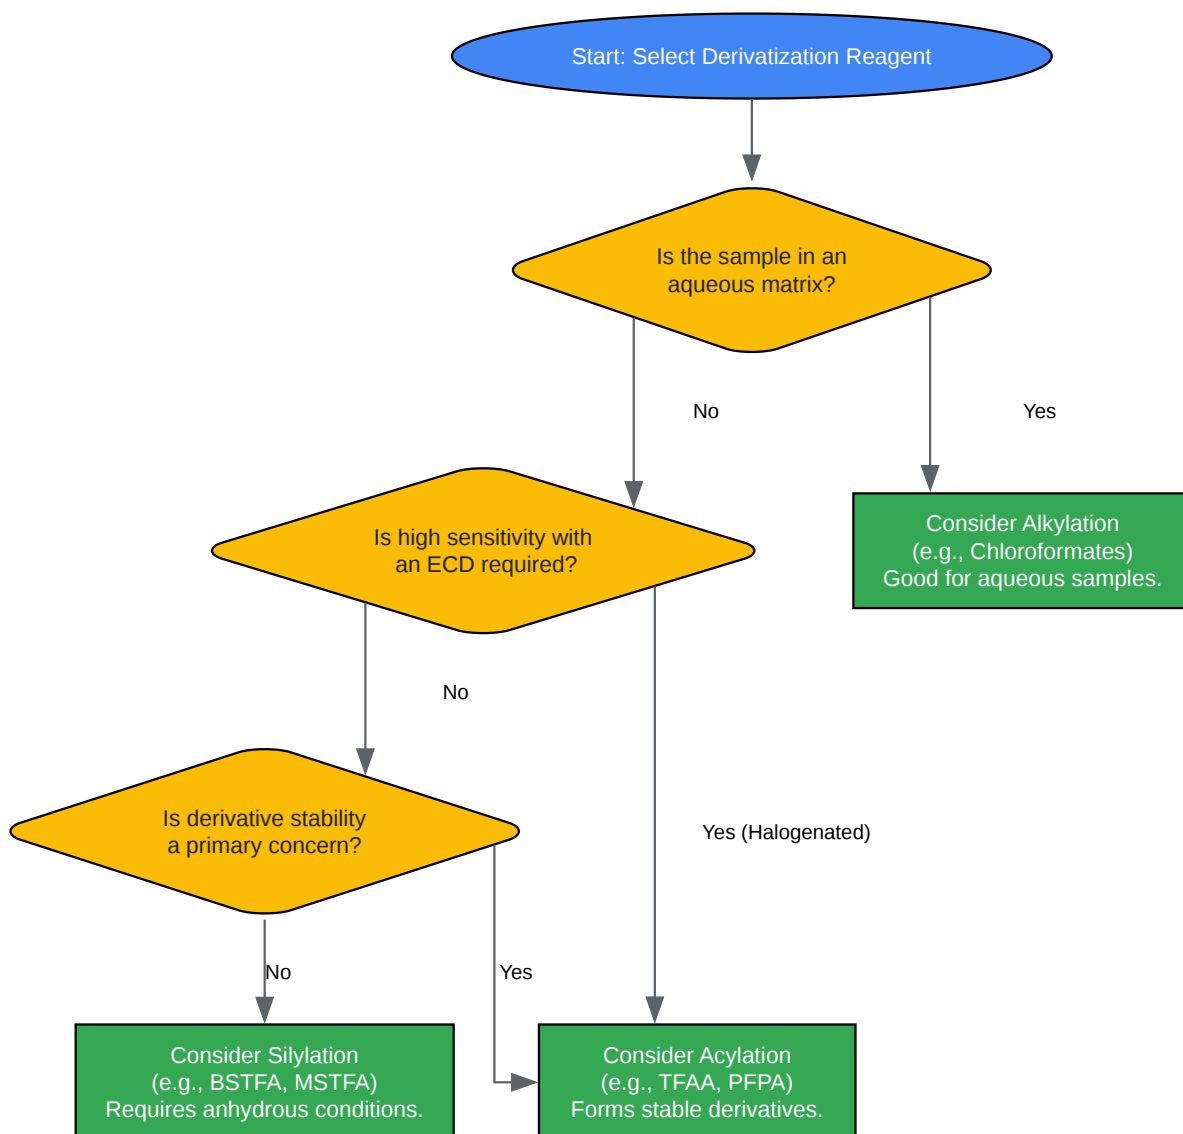 Start: Select Derivatization Reagent
Is the sample in an
aqueous matrix?
No
Yes
Is high sensitivity with
an ECD required?
Consider Alkylation
(e.g., Chloroformates)
Good for aqueous samples.
No
Yes (Halogenated)
Is derivative stability
a primary concern?
No
Yes
Consider Silylation
(e.g., BSTFA, MSTFA)
Requires anhydrous conditions.
Consider Acylation
(e.g., TFAA, PFPA)
Forms stable derivatives.